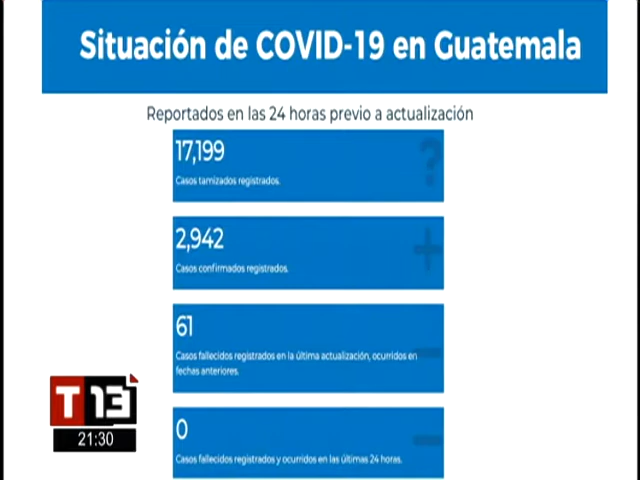 Situación de COVID-19 en Guatemala
Reportados en las 24 horas previo a actualización
17,199
Casos tamizados registrados.
?
2,942
Casos confirmados registrados.
+
61
Casos fallecidos registrados en la última actualización, ocurridos en
fechas anteriores.
0
Casos fallecidos registrados y ocurridos en las últimas 24 horas.
T 13
21:30